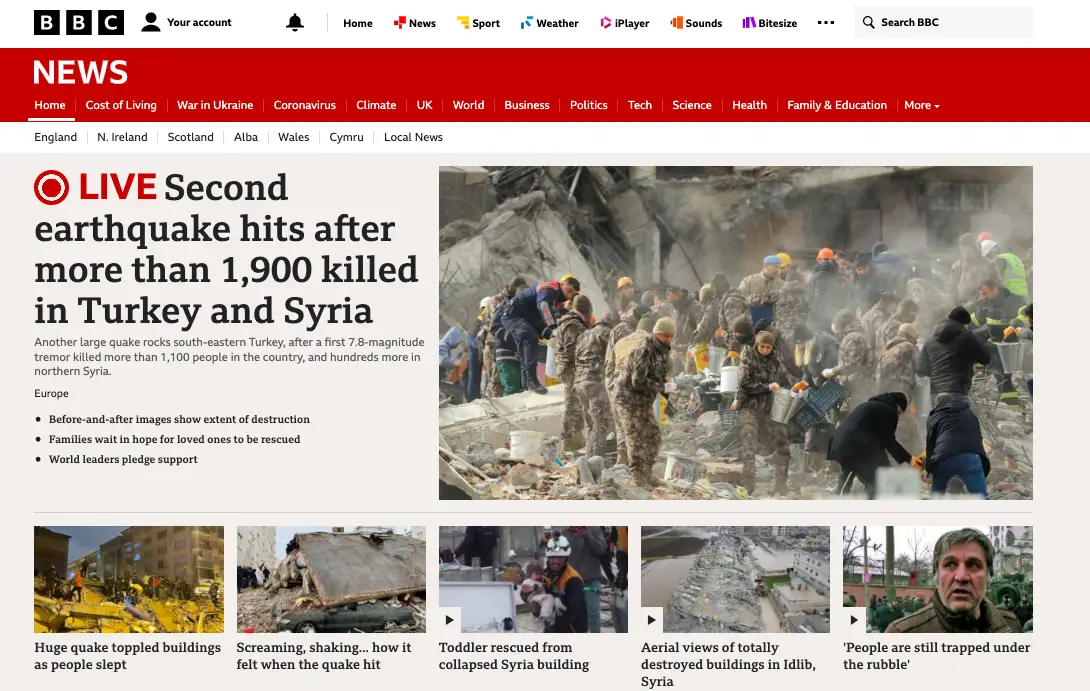 BBC Your account Home News Sport Weather iPlayer Sounds Bitesize Search BBC
NEWS
Home Cost of Living War in Ukraine Coronavirus Climate UK World Business Politics Tech Science Health Family & Education More
England N. Ireland Scotland Alba Wales Cymru Local News
LIVE Second
earthquake hits after
more than 1,900 killed
in Turkey and Syria
Another large quake rocks south-eastern Turkey, after a first 7.8-magnitude
tremor killed more than 1,100 people in the country, and hundreds more in
northern Syria.
Europe
Before-and-after images show extent of destruction
Families wait in hope for loved ones to be rescued
World leaders pledge support
Huge quake toppled buildings
as people slept
Screaming, shaking... how it
felt when the quake hit
Toddler rescued from
collapsed Syria building
Aerial views of totally
destroyed buildings in Idlib,
Syria
'People are still trapped under
the rubble'